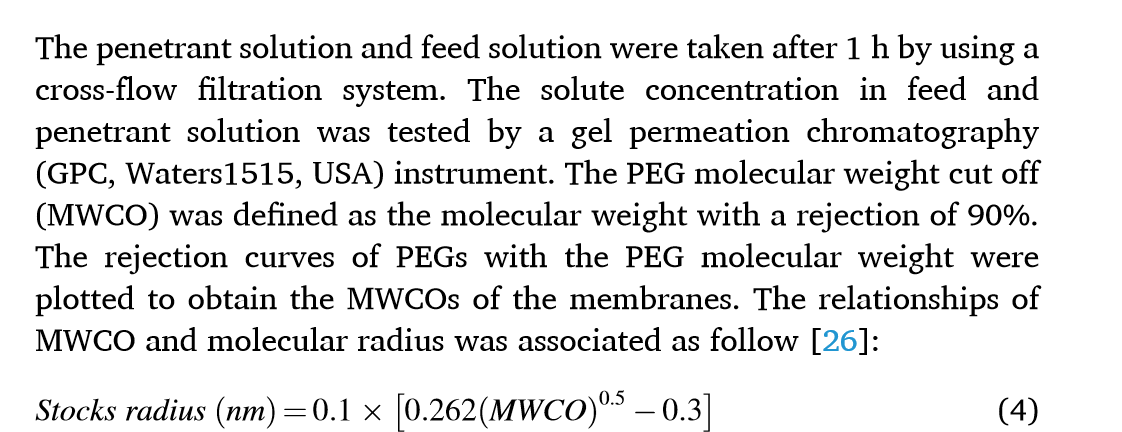 The penetrant solution and feed solution were taken after 1 h by using a
cross-flow filtration system. The solute concentration in feed and
penetrant solution was tested by a gel permeation chromatography
(GPC, Waters1515, USA) instrument. The PEG molecular weight cut off
(MWCO) was defined as the molecular weight with a rejection of 90%.
The rejection curves of PEGs with the PEG molecular weight were
plotted to obtain the MWCOs of the membranes. The relationships of
MWCO and molecular radius was associated as follow [26]:
Stocks radius (nm) = 0.1 × [0.262(MWCO)^0.5 − 0.3] (4)